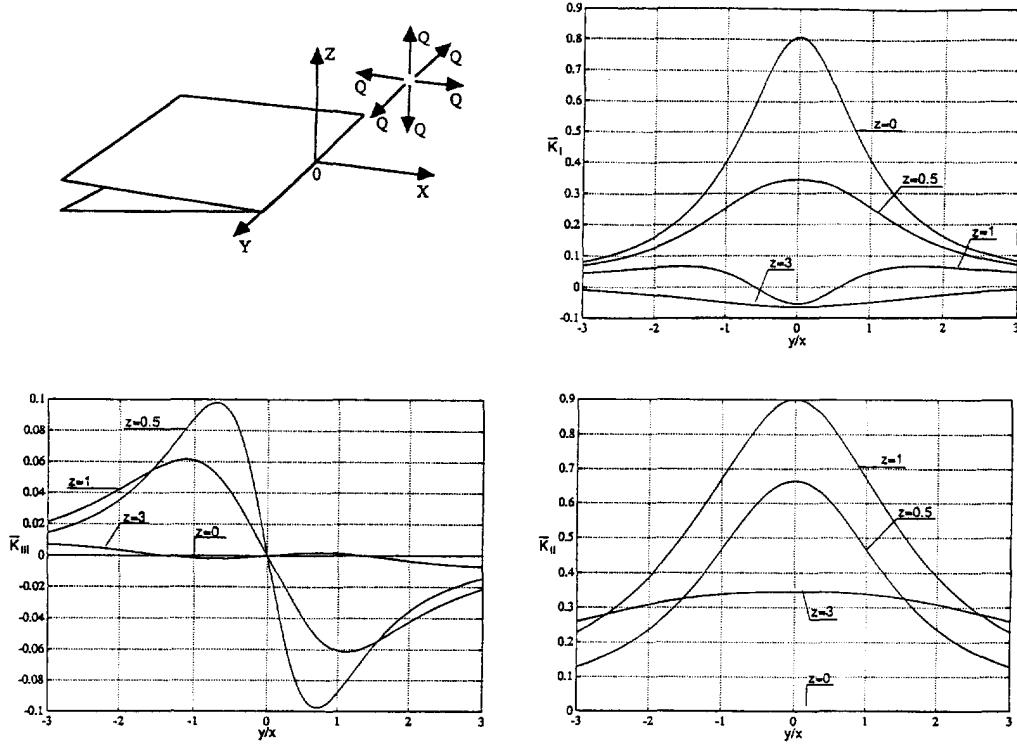 Z
Q
Q
Q
Q
Q
Q
0
X
Y
0.9
0.8
0.7
0.6
0.5
0.4
0.3
0.2
0.1
0
-0.1
K̅I
z=0
z=0.5
z=1
z=3
-3 -2 -1 0 1 2 3
y/x
0.1
0.08
0.06
0.04
0.02
0
-0.02
-0.04
-0.06
-0.08
-0.1
K̅III
z=0.5
z=1
z=3
z=0
-3 -2 -1 0 1 2 3
y/x
0.9
0.8
0.7
0.6
0.5
0.4
0.3
0.2
0.1
0
K̅II
z=1
z=0.5
z=3
z=0
-3 -2 -1 0 1 2 3
y/x